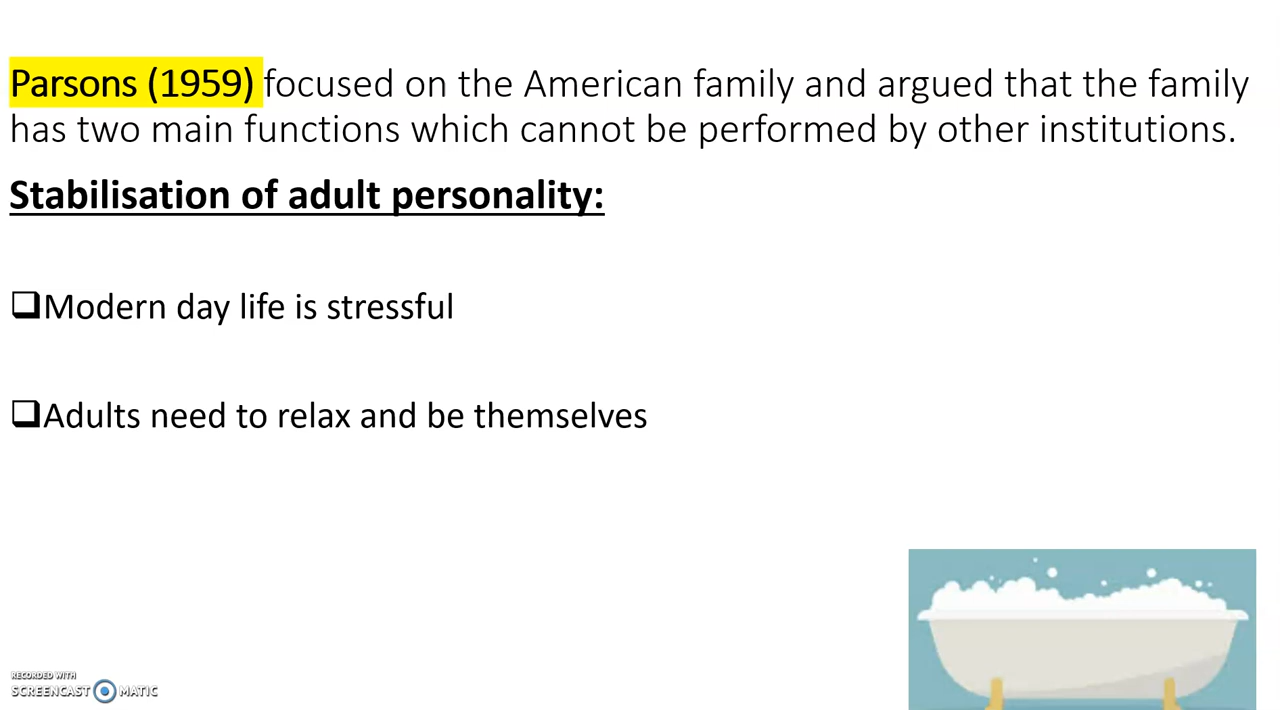 Parsons (1959) focused on the American family and argued that the family
has two main functions which cannot be performed by other institutions.
Stabilisation of adult personality:
Modern day life is stressful
Adults need to relax and be themselves
RECORDED WITH
SCREENCAST MATIC